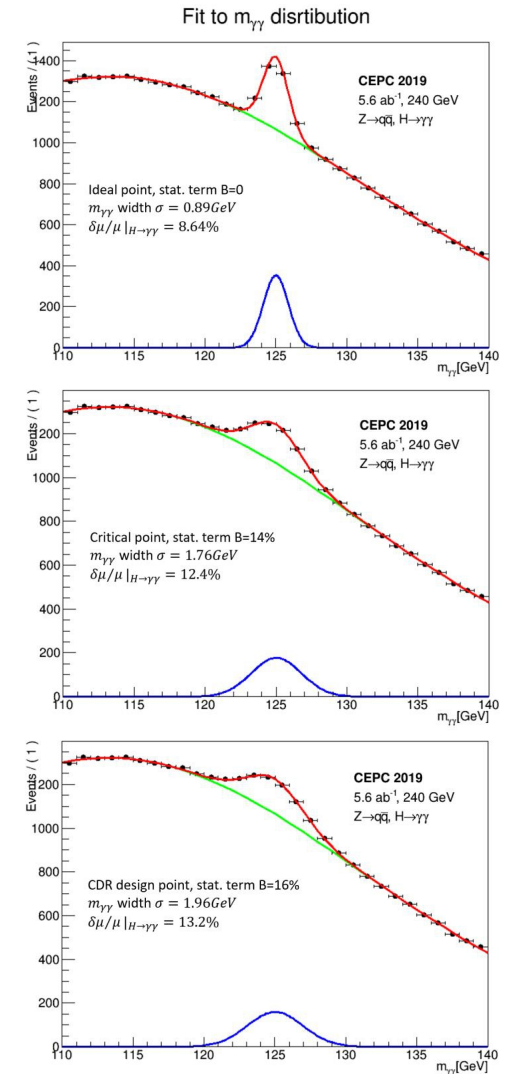 Fit to mγγ disrtibution
Events / ( 1 )
1400
1200
1000
800
600
400
200
0
CEPC 2019
5.6 ab⁻¹, 240 GeV
Z→qq̅, H→γγ
Ideal point, stat. term B=0
mγγ width σ = 0.89GeV
δμ/μ |H→γγ = 8.64%
110 115 120 125 130 135 140
mγγ[GeV]
Events / ( 1 )
1200
1000
800
600
400
200
0
CEPC 2019
5.6 ab⁻¹, 240 GeV
Z→qq̅, H→γγ
Critical point, stat. term B=14%
mγγ width σ = 1.76GeV
δμ/μ |H→γγ = 12.4%
110 115 120 125 130 135 140
mγγ[GeV]
Events / ( 1 )
1200
1000
800
600
400
200
0
CEPC 2019
5.6 ab⁻¹, 240 GeV
Z→qq̅, H→γγ
CDR design point, stat. term B=16%
mγγ width σ = 1.96GeV
δμ/μ |H→γγ = 13.2%
110 115 120 125 130 135 140
mγγ[GeV]